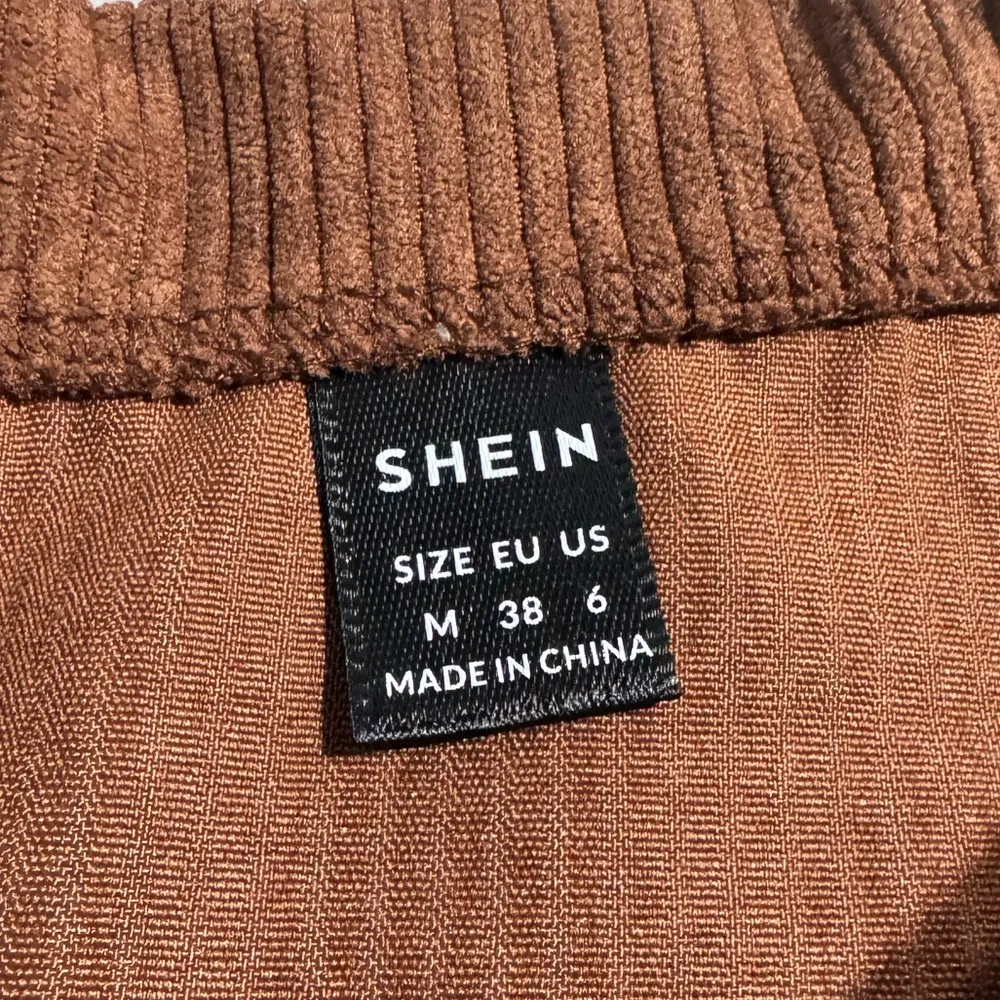 SHEIN
SIZE EU US
M 38 6
MADE IN CHINA